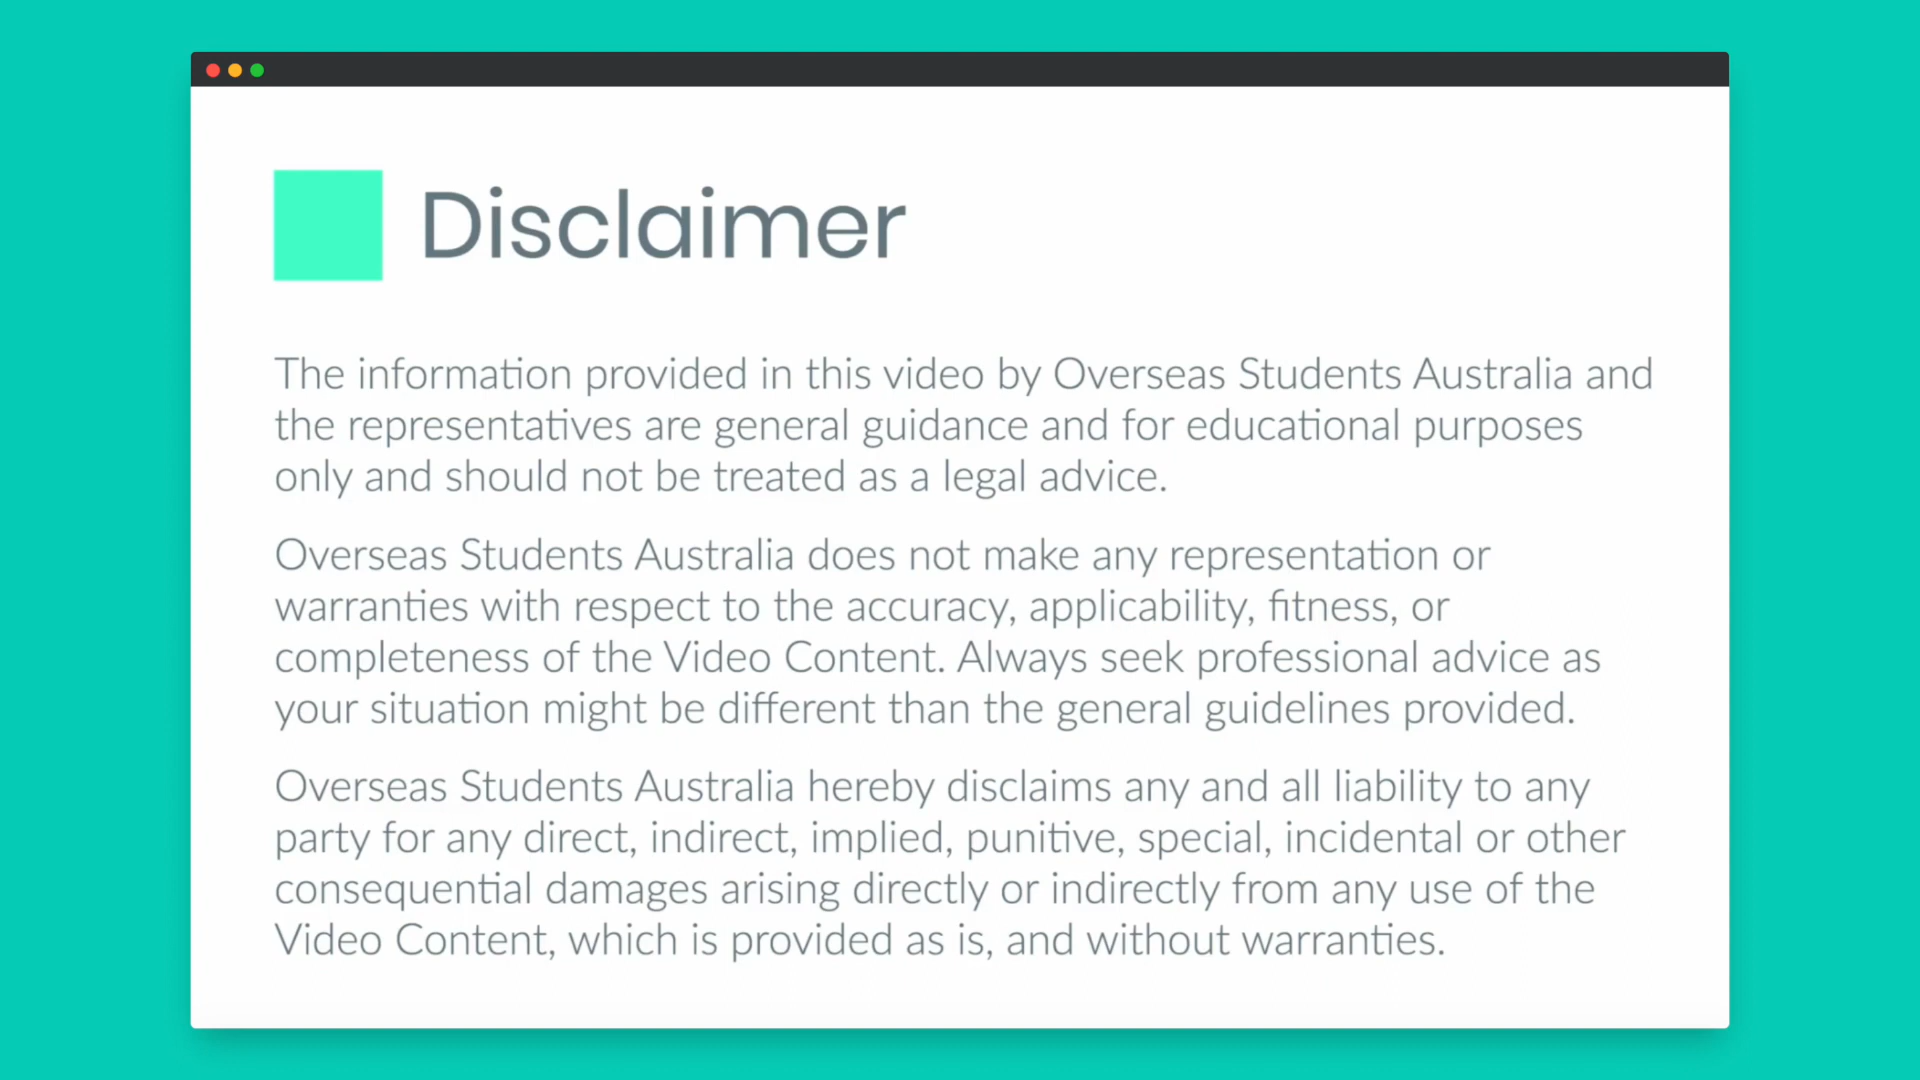 Disclaimer
The information provided in this video by Overseas Students Australia and
the representatives are general guidance and for educational purposes
only and should not be treated as a legal advice.
Overseas Students Australia does not make any representation or
warranties with respect to the accuracy, applicability, fitness, or
completeness of the Video Content. Always seek professional advice as
your situation might be different than the general guidelines provided.
Overseas Students Australia hereby disclaims any and all liability to any
party for any direct, indirect, implied, punitive, special, incidental or other
consequential damages arising directly or indirectly from any use of the
Video Content, which is provided as is, and without warranties.